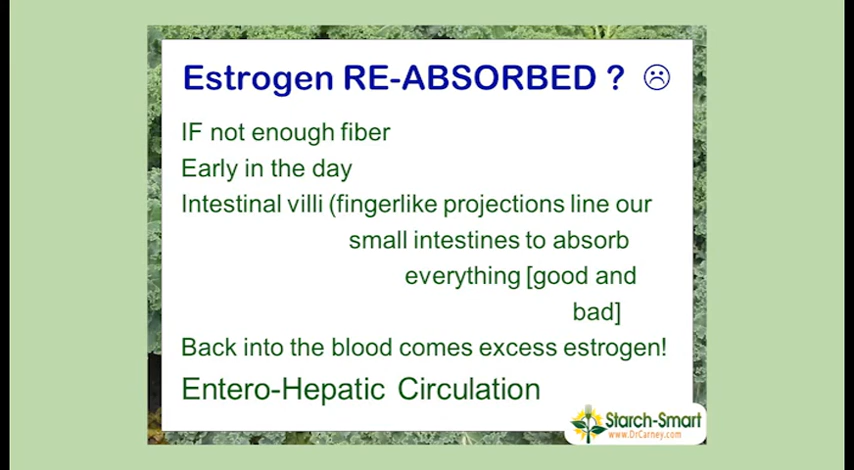 Estrogen RE-ABSORBED ? ☹
IF not enough fiber
Early in the day
Intestinal villi (fingerlike projections line our
small intestines to absorb
everything [good and
bad]
Back into the blood comes excess estrogen!
Entero-Hepatic Circulation
Starch-Smart
www.DrCarney.com